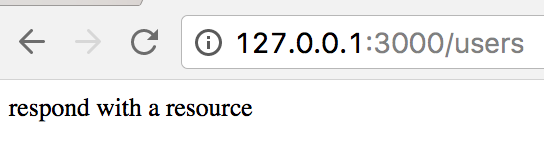 127.0.0.1:3000/users
respond with a resource